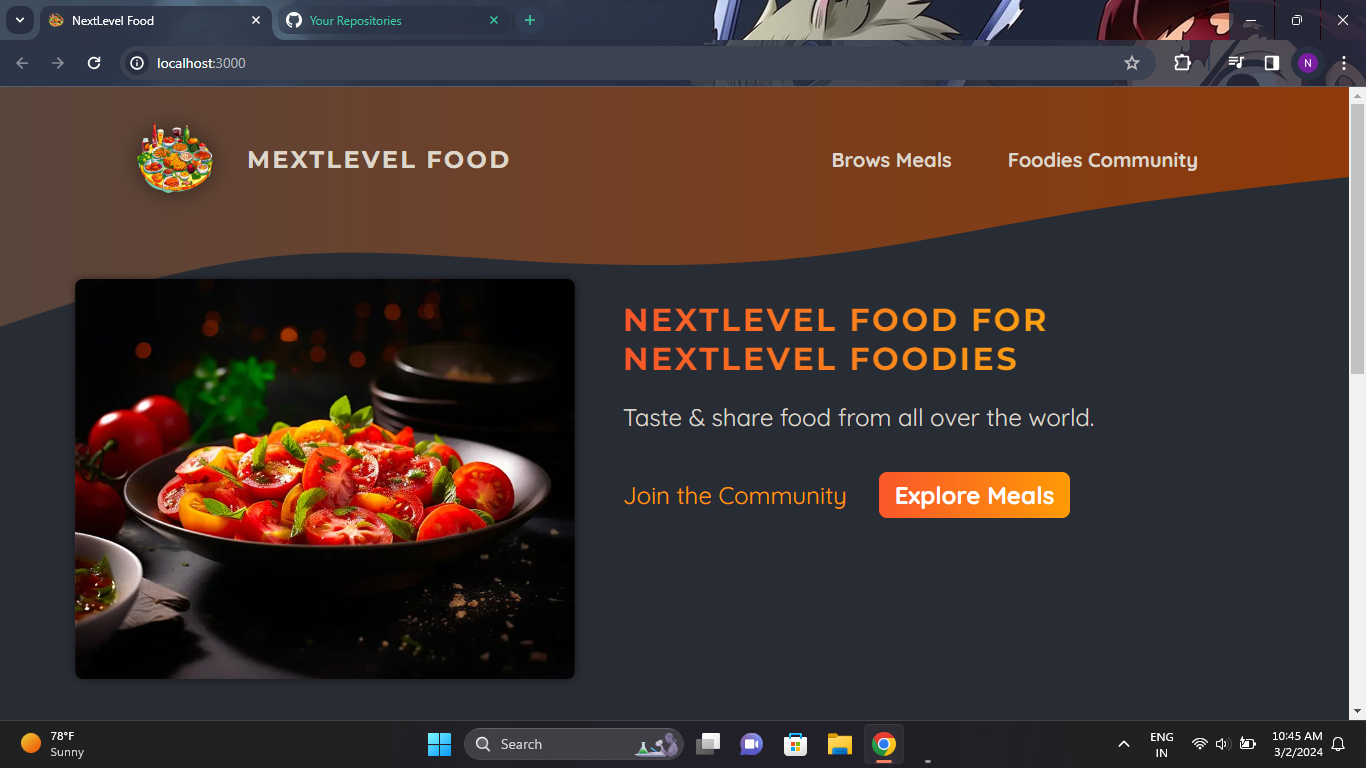 NextLevel Food
Your Repositories
localhost:3000
N
MEXTLEVEL FOOD
Brows Meals
Foodies Community
NEXTLEVEL FOOD FOR
NEXTLEVEL FOODIES
Taste & share food from all over the world.
Join the Community
Explore Meals
78°F
Sunny
Search
ENG
IN
10:45 AM
3/2/2024